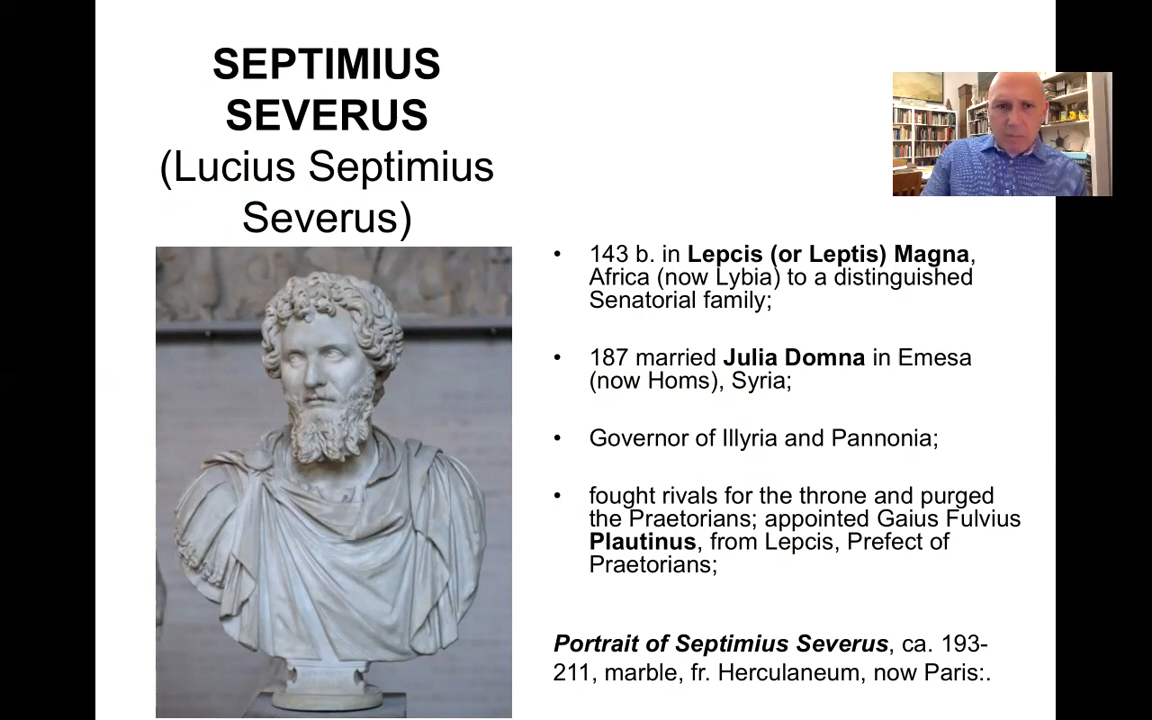 SEPTIMIUS
SEVERUS
(Lucius Septimius
Severus)
• 143 b. in Lepcis (or Leptis) Magna,
Africa (now Lybia) to a distinguished
Senatorial family;
• 187 married Julia Domna in Emesa
(now Homs), Syria;
• Governor of Illyria and Pannonia;
• fought rivals for the throne and purged
the Praetorians; appointed Gaius Fulvius
Plautinus, from Lepcis, Prefect of
Praetorians;
Portrait of Septimius Severus, ca. 193-
211, marble, fr. Herculaneum, now Paris:.